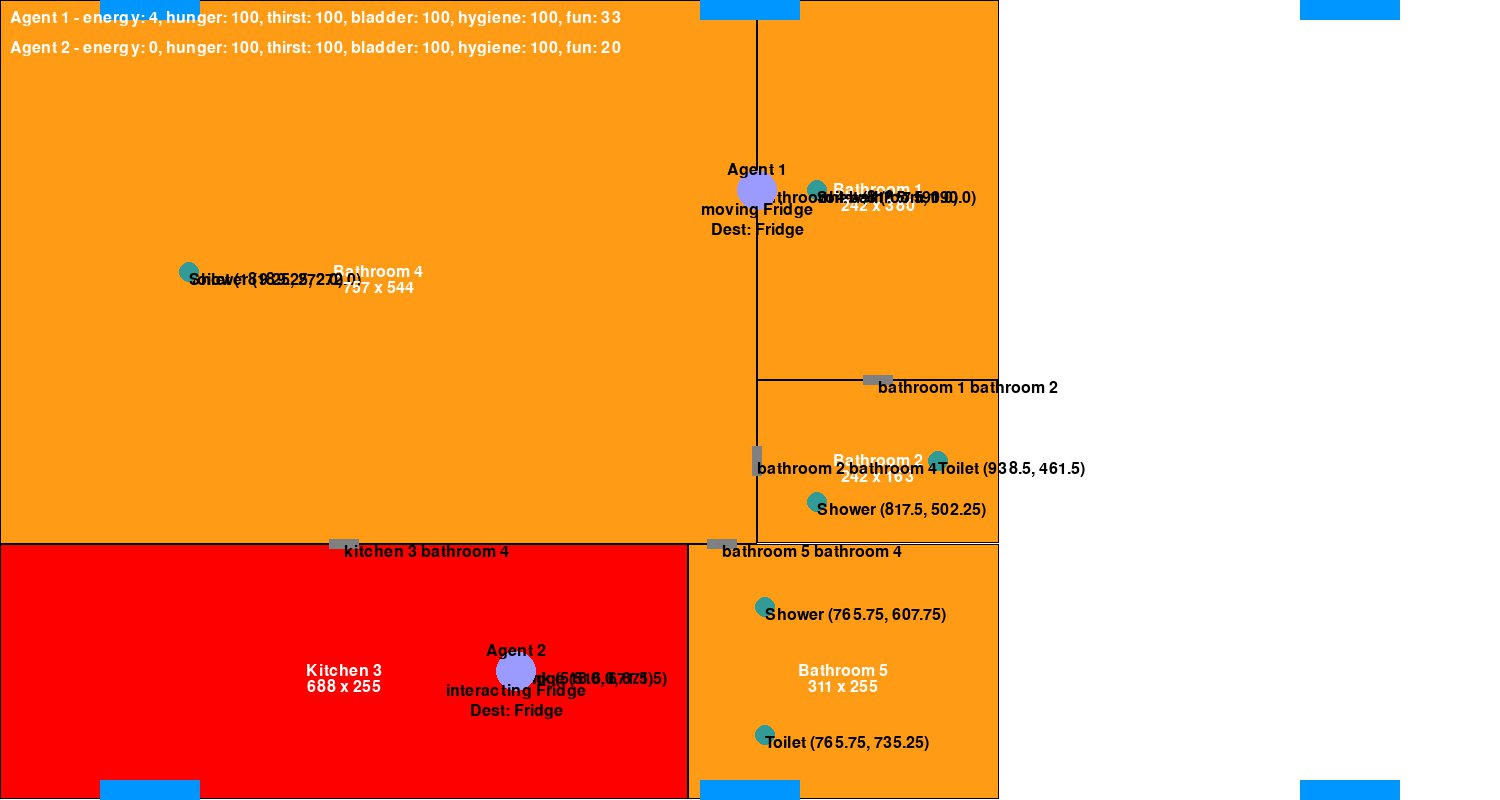 Agent 1 - energy: 4, hunger: 100, thirst: 100, bladder: 100, hygiene: 100, fun: 33
Agent 2 - energy: 0, hunger: 100, thirst: 100, bladder: 100, hygiene: 100, fun: 20
Agent 1
Bathroom 1
242 x 380
moving Fridge
Dest: Fridge
Bathroom 4
757 x 544
bathroom 1 bathroom 2
Bathroom 2
242 x 163
bathroom 2 bathroom 4
Toilet (938.5, 461.5)
Shower (817.5, 502.25)
kitchen 3 bathroom 4
bathroom 5 bathroom 4
Shower (765.75, 607.75)
Agent 2
Kitchen 3
688 x 255
interacting Fridge
Dest: Fridge
Bathroom 5
311 x 255
Toilet (765.75, 735.25)